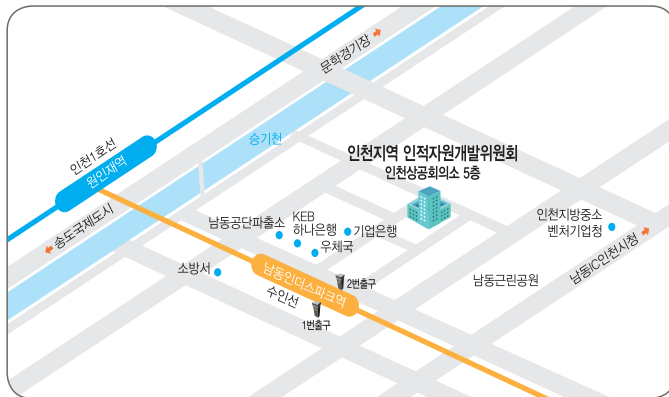 문학경기장
승기천
인천1호선
원인재역
인천지역 인적자원개발위원회
인천상공회의소 5층
송도국제도시
남동공단파출소
KEB
하나은행
기업은행
우체국
인천지방중소
벤처기업청
소방서
남동인더스파크역
수인선
2번출구
1번출구
남동근린공원
남동IC인천시청